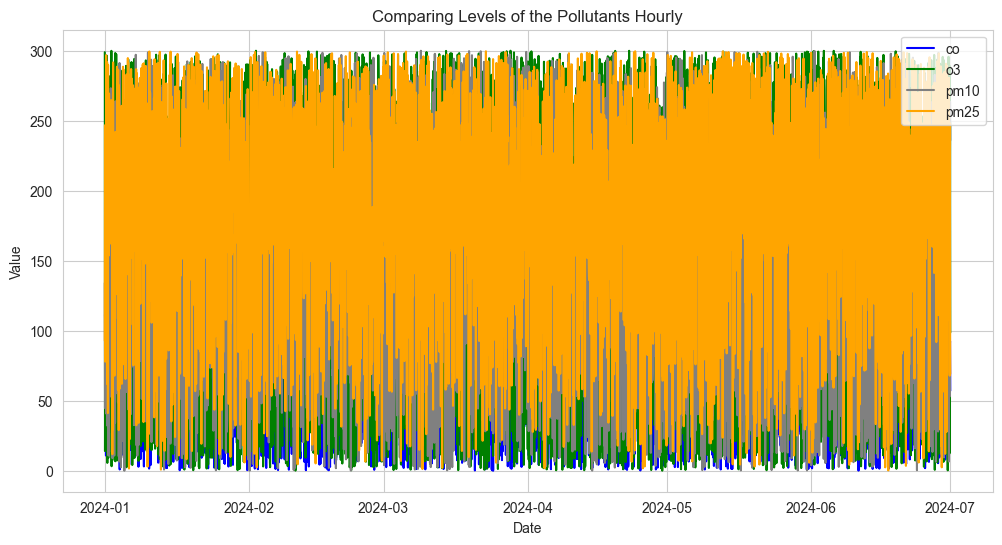 Comparing Levels of the Pollutants Hourly
300
250
200
150
100
50
0
Value
2024-01
2024-02
2024-03
2024-04
2024-05
2024-06
2024-07
Date
co
o3
pm10
pm25